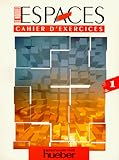 LE NOUVEL
ESPACES
CAHIER D'EXERCICES
1
hueber